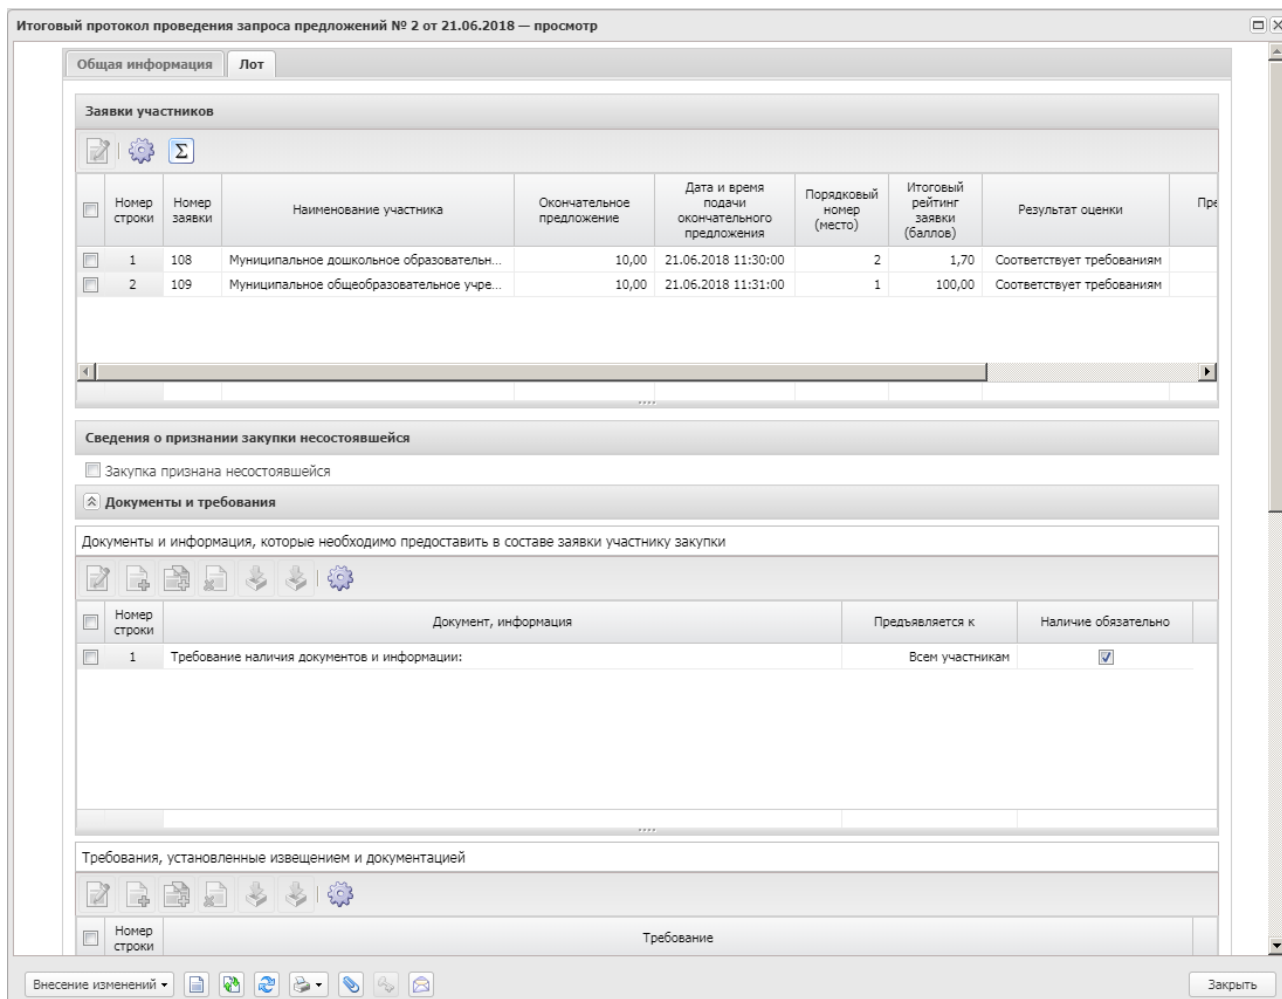 Итоговый протокол проведения запроса предложений № 2 от 21.06.2018 — просмотр
Общая информация Лот
Заявки участников
Σ
Номер строки Номер заявки Наименование участника Окончательное предложение Дата и время подачи окончательного предложения Порядковый номер (место) Итоговый рейтинг заявки (баллов) Результат оценки Пре
1 108 Муниципальное дошкольное образовательн... 10,00 21.06.2018 11:30:00 2 1,70 Соответствует требованиям
2 109 Муниципальное общеобразовательное учре... 10,00 21.06.2018 11:31:00 1 100,00 Соответствует требованиям
Сведения о признании закупки несостоявшейся
Закупка признана несостоявшейся
Документы и требования
Документы и информация, которые необходимо предоставить в составе заявки участнику закупки
Номер строки Документ, информация Предъявляется к Наличие обязательно
1 Требование наличия документов и информации: Всем участникам
Требования, установленные извещением и документацией
Номер строки Требование
Внесение изменений Закрыть